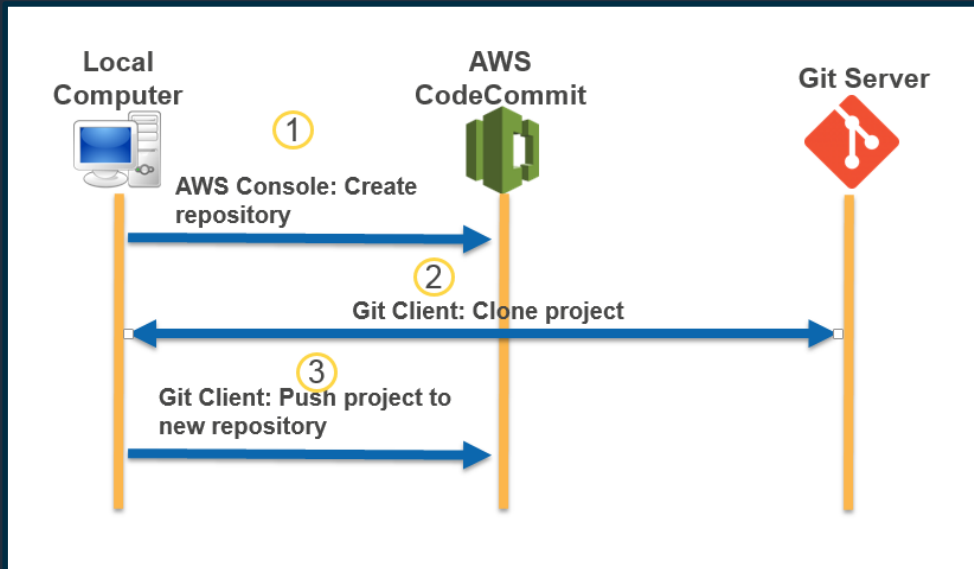 Local
Computer
AWS
CodeCommit
Git Server
1
AWS Console: Create
repository
2
Git Client: Clone project
3
Git Client: Push project to
new repository